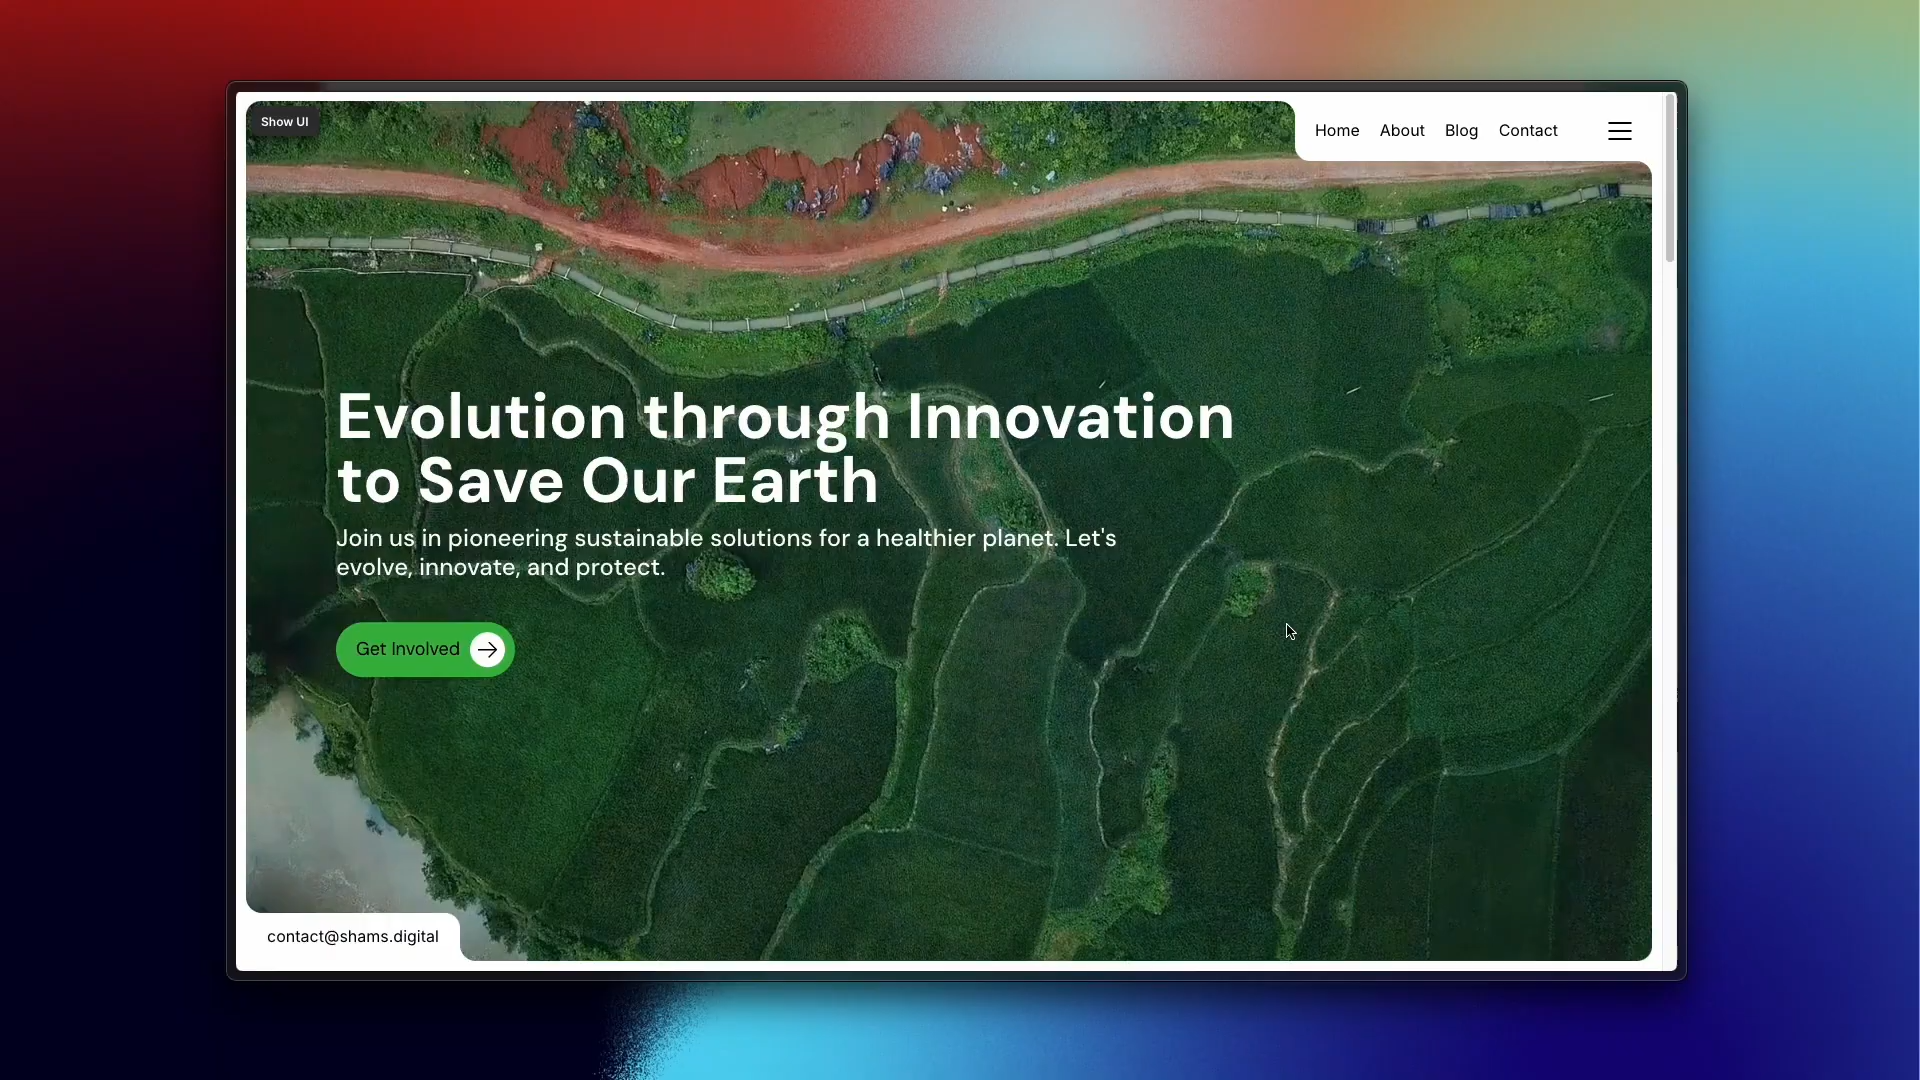 Show UI
Home About Blog Contact
Evolution through Innovation
to Save Our Earth
Join us in pioneering sustainable solutions for a healthier planet. Let's
evolve, innovate, and protect.
Get Involved
contact@shams.digital